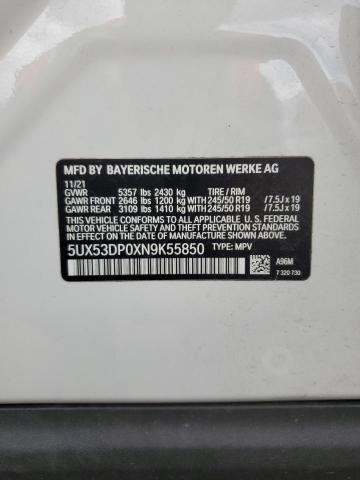 MFD BY BAYERISCHE MOTOREN WERKE AG
11/21
GVWR 5357 lbs 2430 kg TIRE / RIM
GAWR FRONT 2646 lbs 1200 kg WITH 245/50 R19 /7.5J x 19
GAWR REAR 3109 lbs 1410 kg WITH 245/50 R19 /7.5J x 19
THIS VEHICLE CONFORMS TO ALL APPLICABLE
U. S. FEDERAL MOTOR VEHICLE SAFETY, BUMPER,
AND THEFT PREVENTION STANDARDS IN EFFECT
ON THE DATE OF MANUFACTURE SHOWN ABOVE.
5UX53DP0XN9K55850 TYPE: MPV
A96M
7 320 730